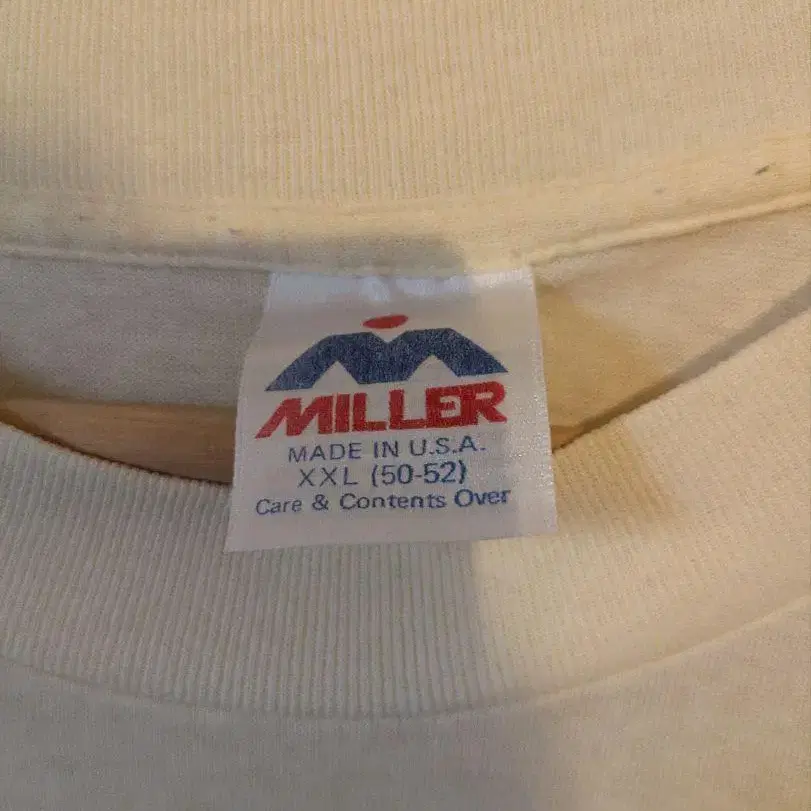 MILLER
MADE IN U.S.A.
XXL (50-52)
Care & Contents Over